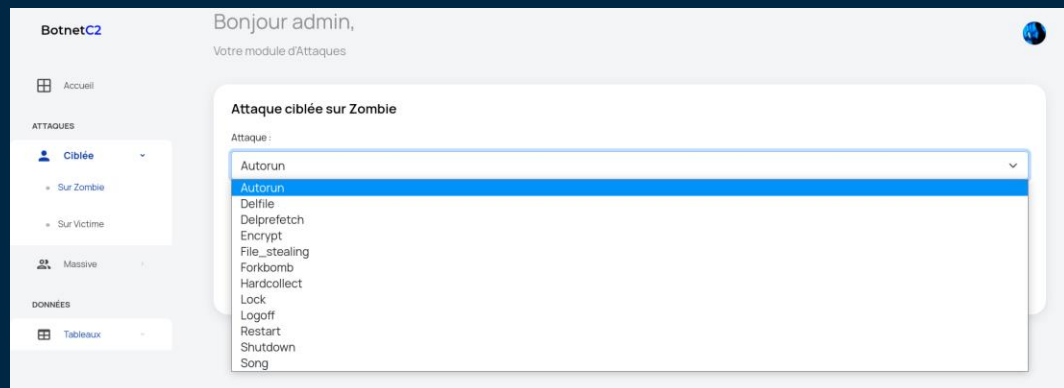 BotnetC2
Accueil
ATTAQUES
Ciblée
Sur Zombie
Sur Victime
Massive
DONNÉES
Tableaux
Bonjour admin,
Votre module d'Attaques
Attaque ciblée sur Zombie
Attaque :
Autorun
Autorun
Delfile
Delprefetch
Encrypt
File_stealing
Forkbomb
Hardcollect
Lock
Logoff
Restart
Shutdown
Song